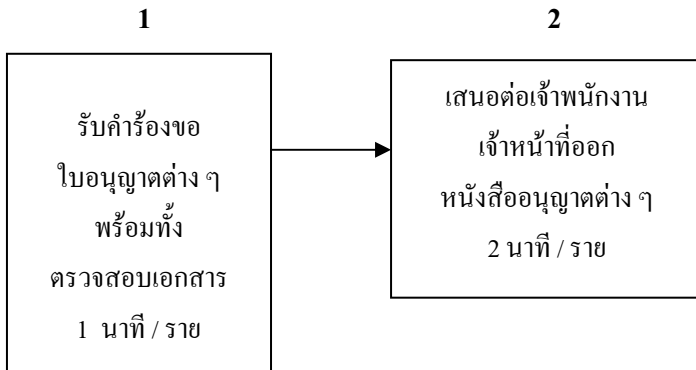 1
รับคำร้องขอ
ใบอนุญาตต่าง ๆ
พร้อมทั้ง
ตรวจสอบเอกสาร
1 นาที / ราย
2
เสนอต่อเจ้าพนักงาน
เจ้าหน้าที่ออก
หนังสืออนุญาตต่าง ๆ
2 นาที / ราย